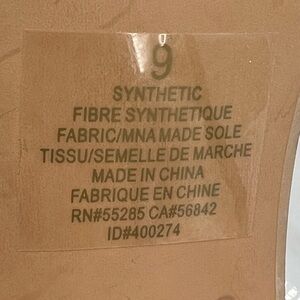 9
SYNTHETIC
FIBRE SYNTHETIQUE
FABRIC/MNA MADE SOLE
TISSU/SEMELLE DE MARCHE
MADE IN CHINA
FABRIQUE EN CHINE
RN#55285 CA#56842
ID#400274